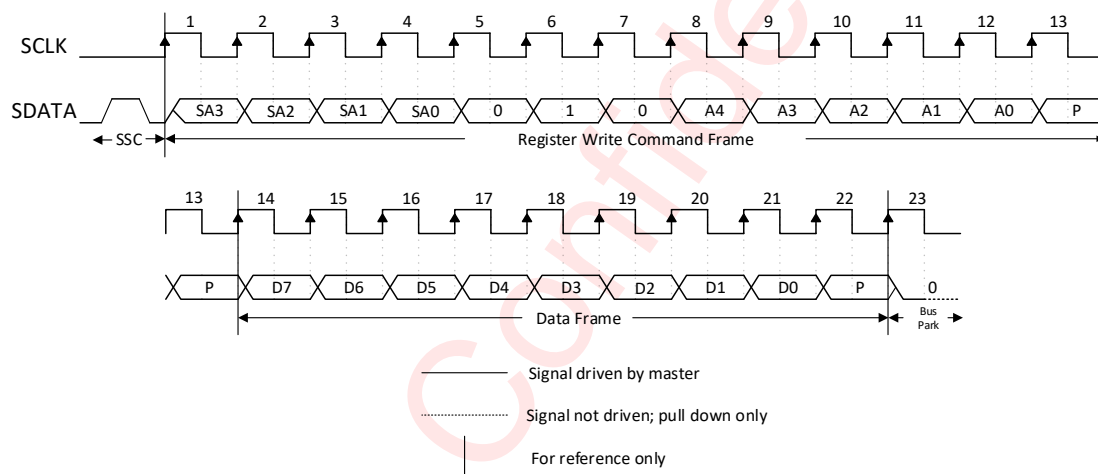 1 2 3 4 5 6 7 8 9 10 11 12 13
SCLK
SDATA SA3 SA2 SA1 SA0 0 1 0 A4 A3 A2 A1 A0 P
SSC Register Write Command Frame
13 14 15 16 17 18 19 20 21 22 23
P D7 D6 D5 D4 D3 D2 D1 D0 P 0
Data Frame Bus
Park
Signal driven by master
Signal not driven; pull down only
For reference only
Confide